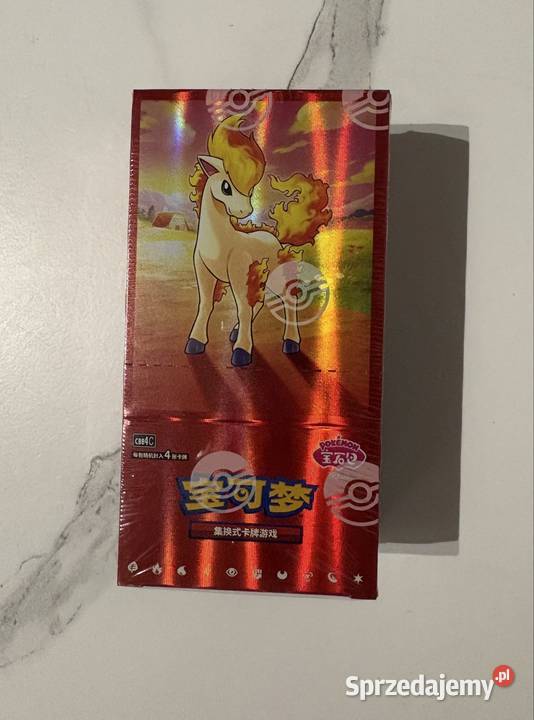 CBB4C
每包随机封入4张卡牌
POKÉMON
宝石包
宝可梦
集换式卡牌游戏
Sprzedajemy.pl